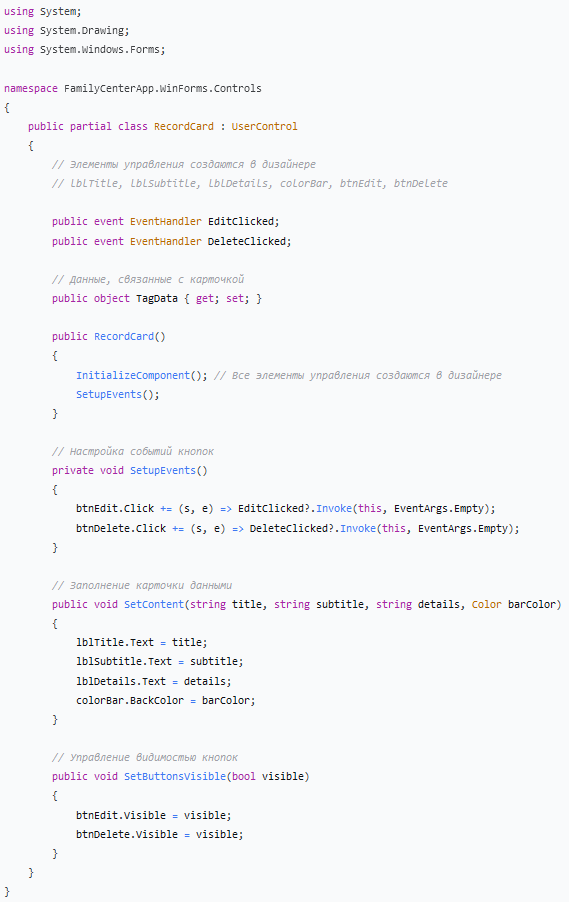 using System;
using System.Drawing;
using System.Windows.Forms;
namespace FamilyCenterApp.WinForms.Controls
{
    public partial class RecordCard : UserControl
    {
        // Элементы управления создаются в дизайнере
        // lblTitle, lblSubtitle, lblDetails, colorBar, btnEdit, btnDelete
        public event EventHandler EditClicked;
        public event EventHandler DeleteClicked;
        // Данные, связанные с карточкой
        public object TagData { get; set; }
        public RecordCard()
        {
            InitializeComponent(); // Все элементы управления создаются в дизайнере
            SetupEvents();
        }
        // Настройка событий кнопок
        private void SetupEvents()
        {
            btnEdit.Click += (s, e) => EditClicked?.Invoke(this, EventArgs.Empty);
            btnDelete.Click += (s, e) => DeleteClicked?.Invoke(this, EventArgs.Empty);
        }
        // Заполнение карточки данными
        public void SetContent(string title, string subtitle, string details, Color barColor)
        {
            lblTitle.Text = title;
            lblSubtitle.Text = subtitle;
            lblDetails.Text = details;
            colorBar.BackColor = barColor;
        }
        // Управление видимостью кнопок
        public void SetButtonsVisible(bool visible)
        {
            btnEdit.Visible = visible;
            btnDelete.Visible = visible;
        }
    }
}